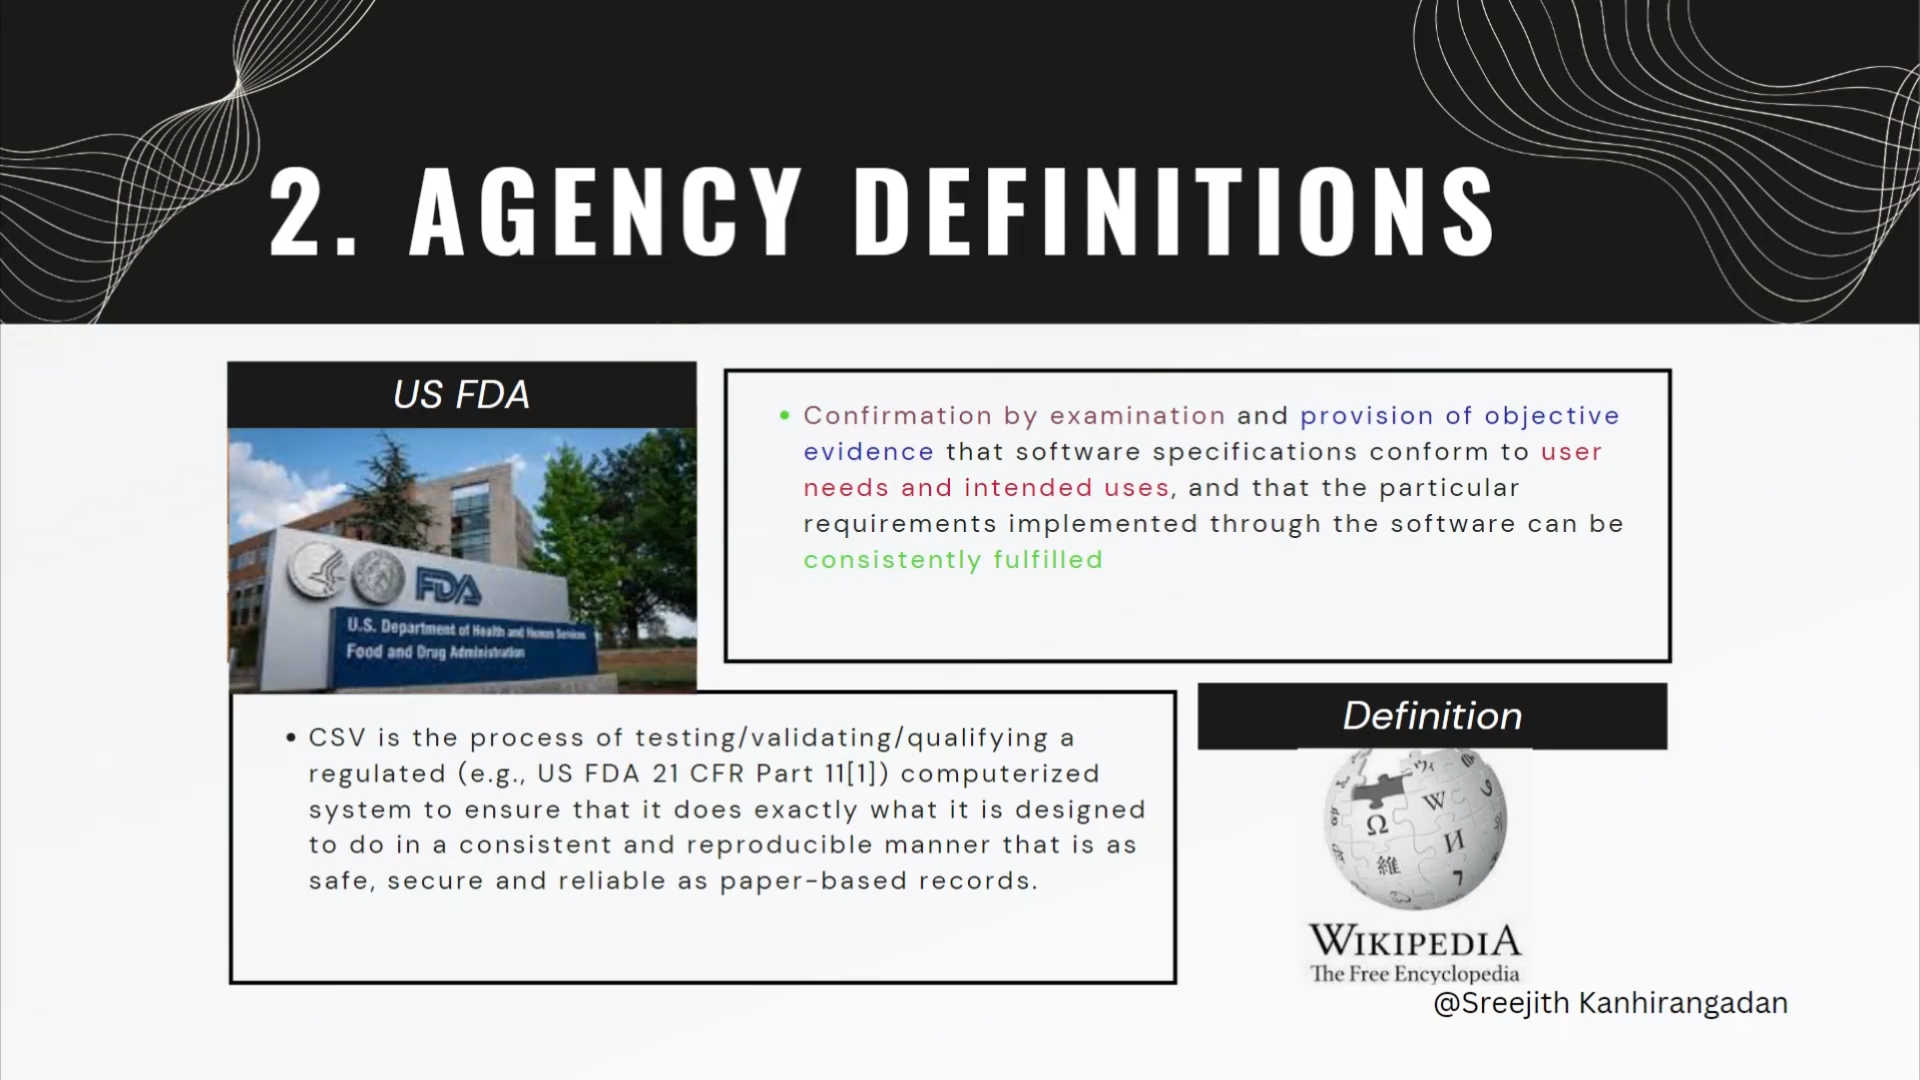 2. AGENCY DEFINITIONS
US FDA
FDA
U.S. Department of Health and Human Services
Food and Drug Administration
• Confirmation by examination and provision of objective
evidence that software specifications conform to user
needs and intended uses, and that the particular
requirements implemented through the software can be
consistently fulfilled
• CSV is the process of testing/validating/qualifying a
regulated (e.g., US FDA 21 CFR Part 11[1]) computerized
system to ensure that it does exactly what it is designed
to do in a consistent and reproducible manner that is as
safe, secure and reliable as paper-based records.
Definition
Ω W И
維 7
WIKIPEDIA
The Free Encyclopedia
@Sreejith Kanhirangadan